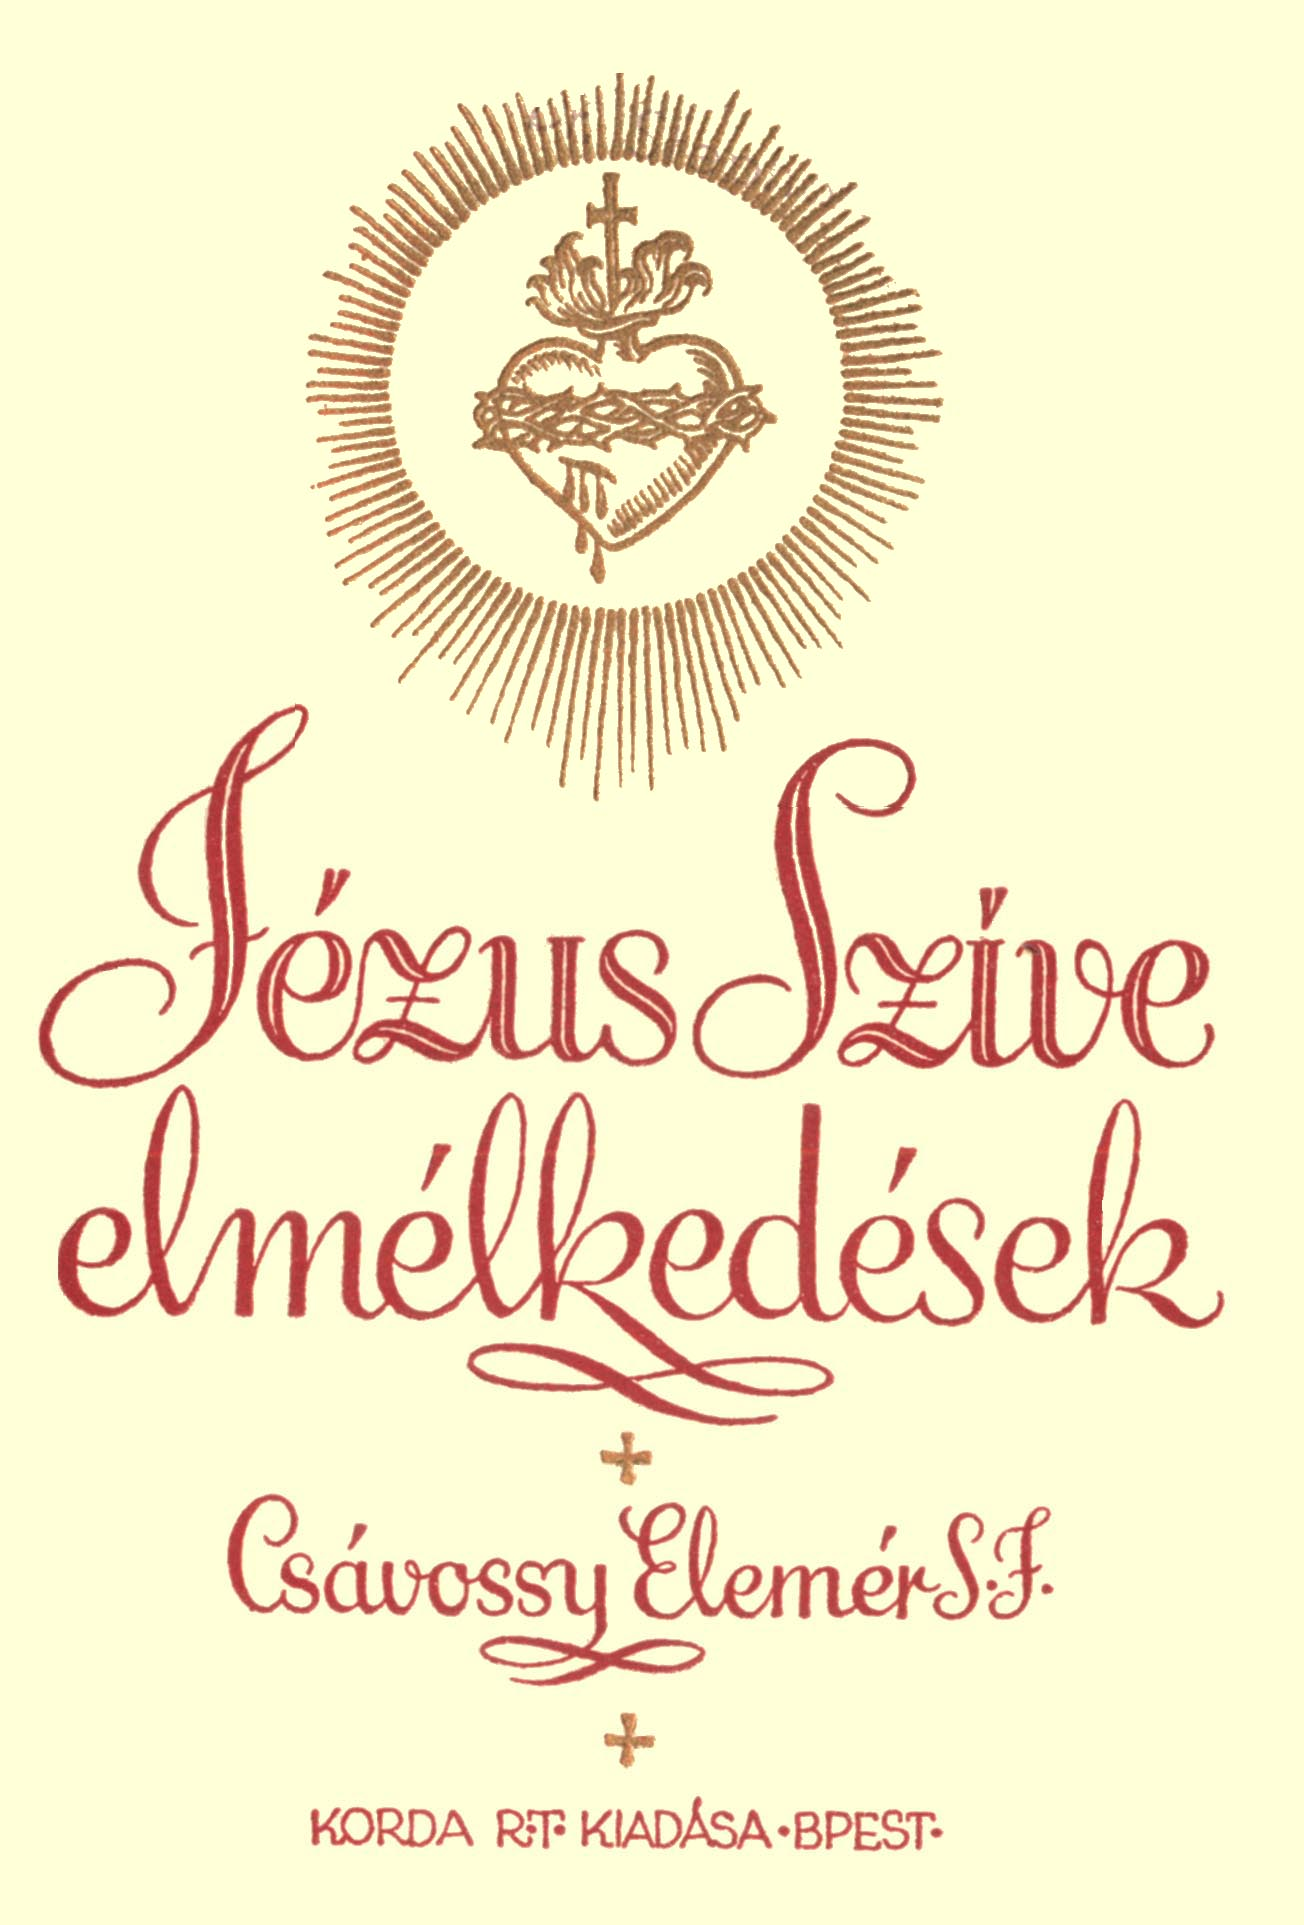 Jézus Szíve
elmélkedések
Csávossy Elemér S. J.
KORDA R.T. KIADÁSA • BPEST •